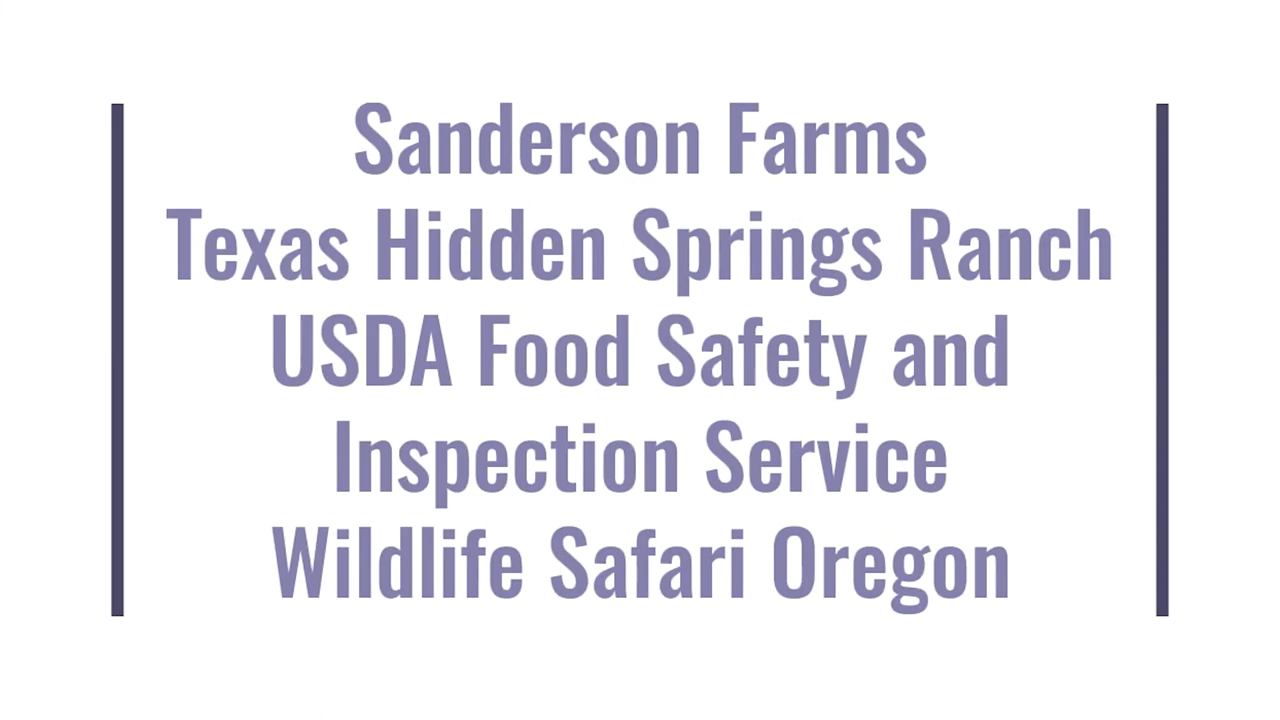 Sanderson Farms
Texas Hidden Springs Ranch
USDA Food Safety and
Inspection Service
Wildlife Safari Oregon